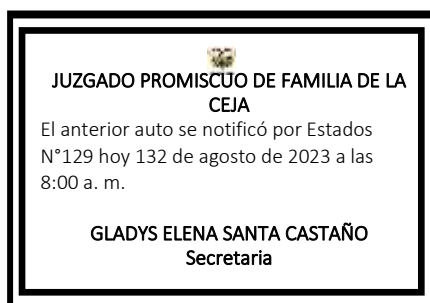 JUZGADO PROMISCUO DE FAMILIA DE LA
CEJA
El anterior auto se notificó por Estados
N°129 hoy 132 de agosto de 2023 a las
8:00 a. m.
GLADYS ELENA SANTA CASTAÑO
Secretaria